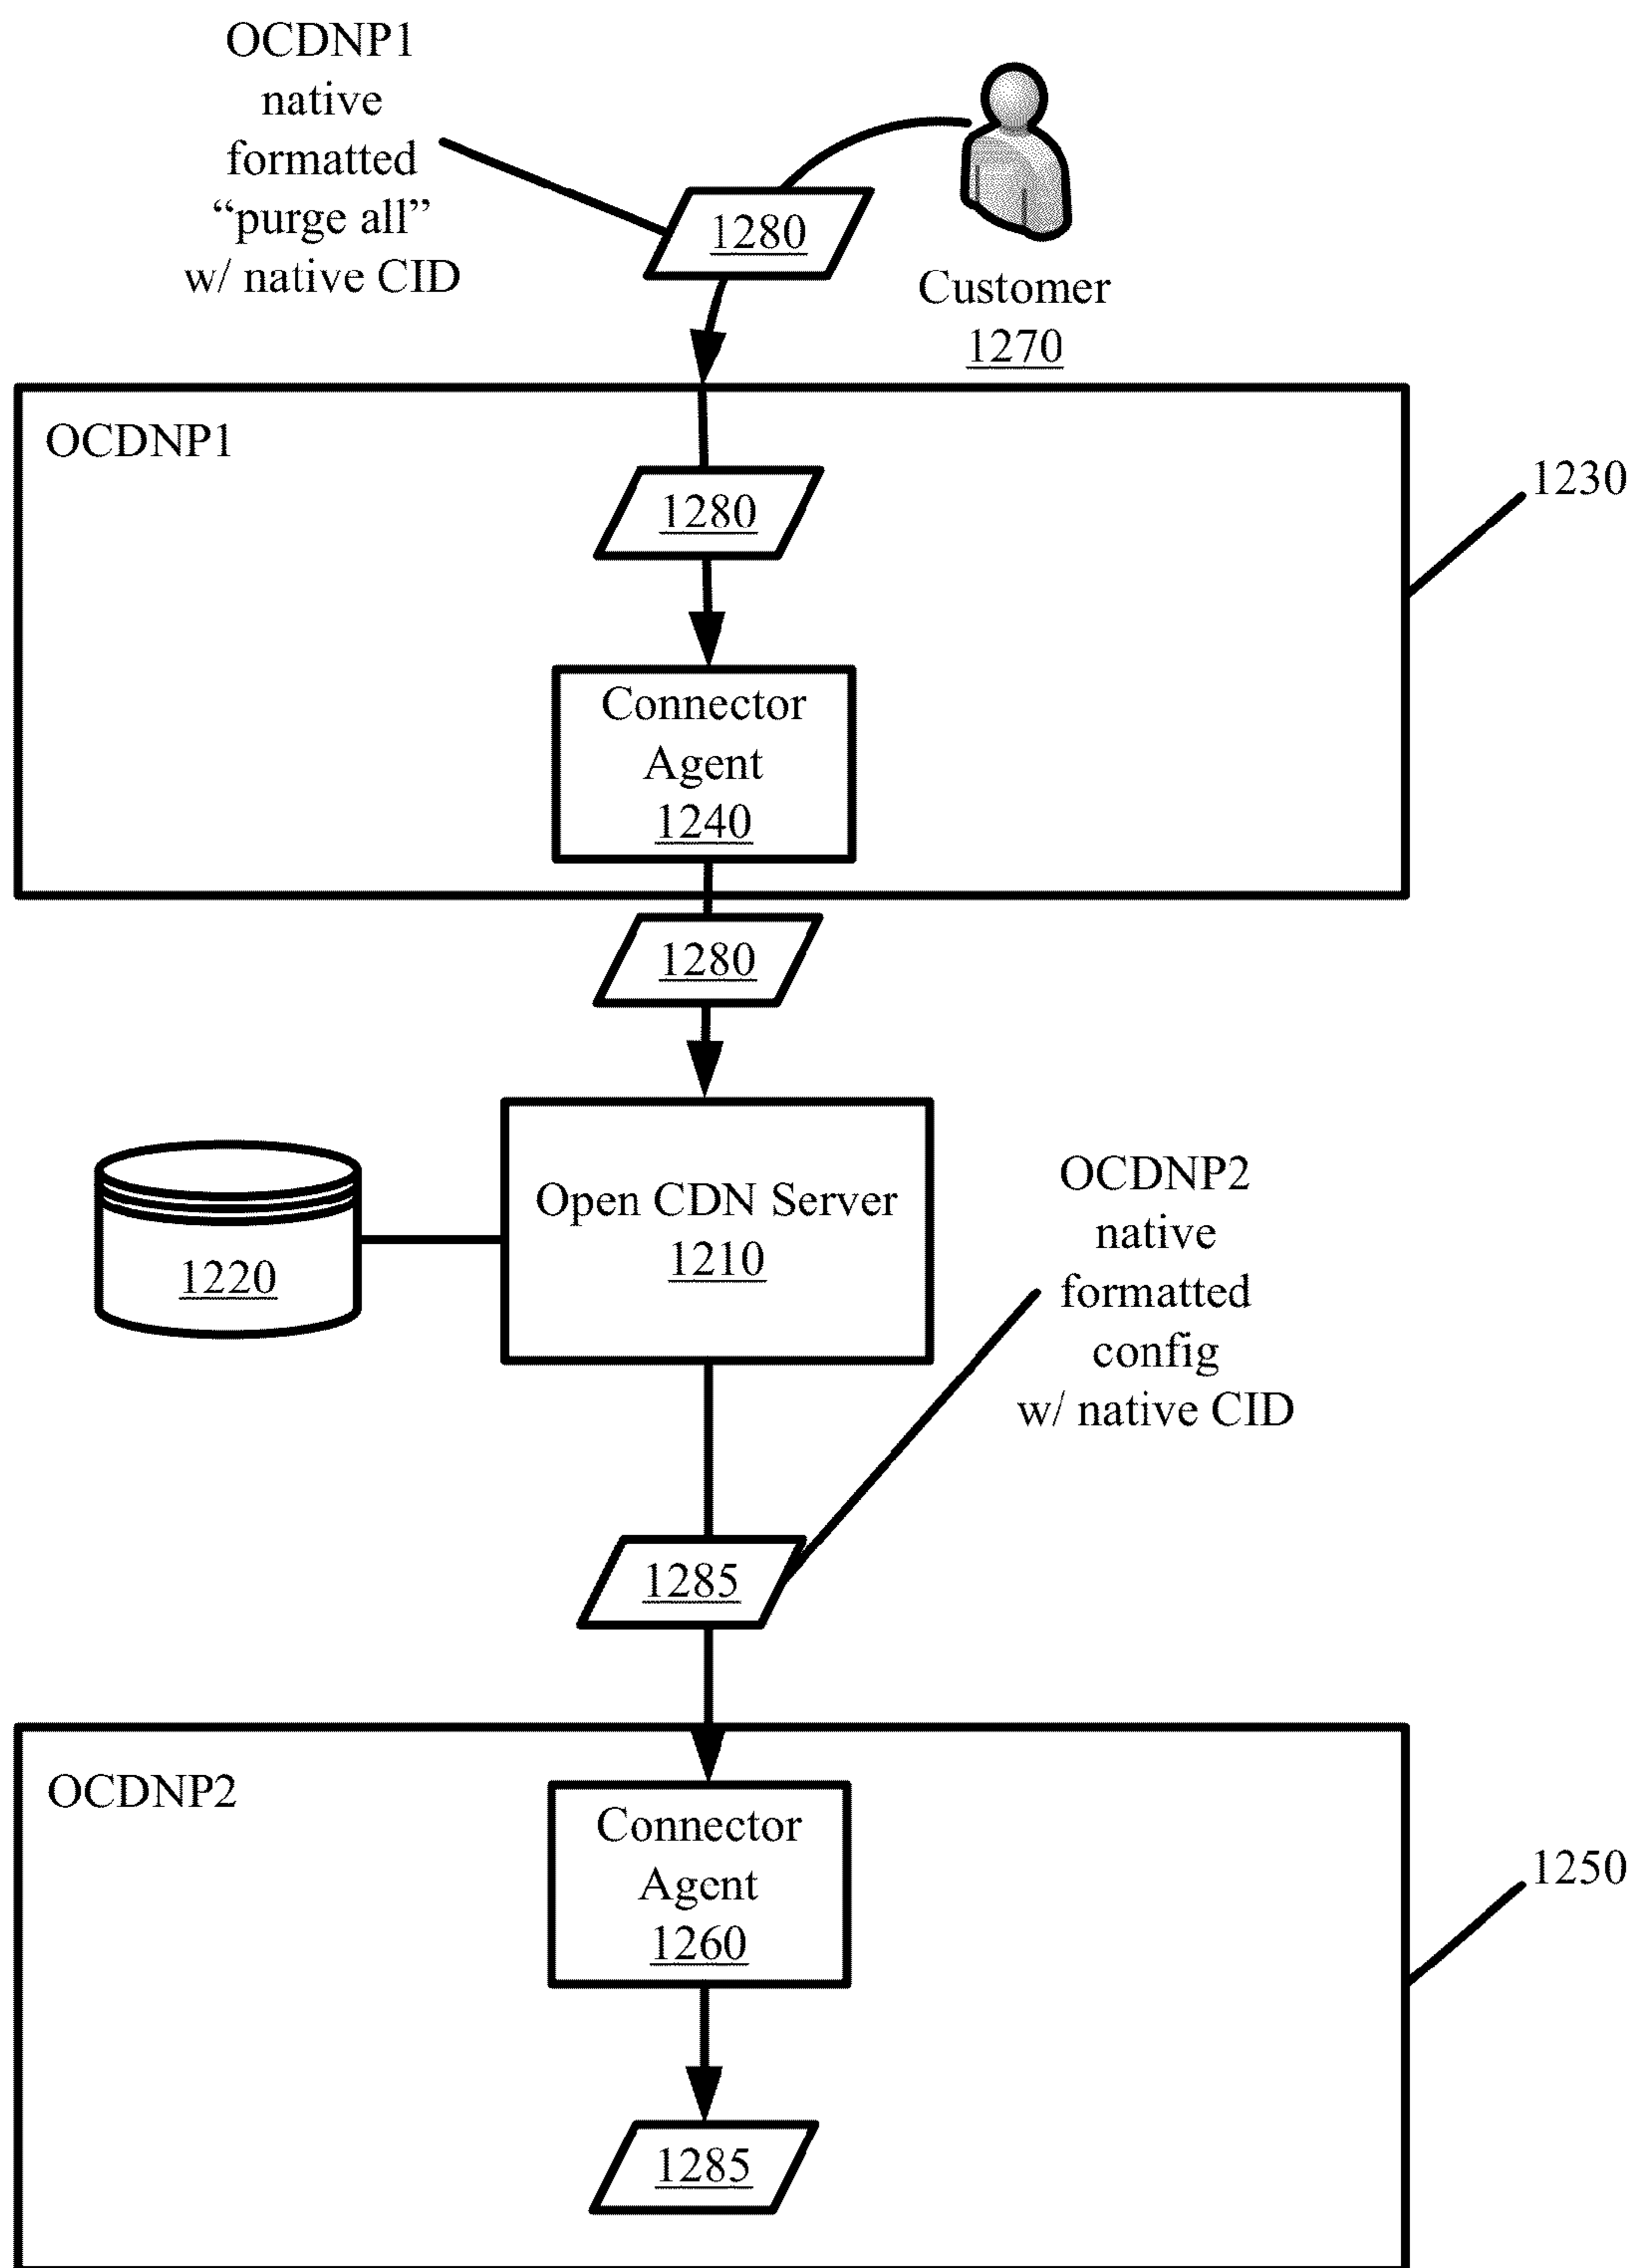 OCDNP1
native
formatted
“purge all”
w/ native CID
1280
Customer
1270
OCDNP1
1230
1280
Connector
Agent
1240
1280
Open CDN Server
1210
1220
OCDNP2
native
formatted
config
w/ native CID
1285
OCDNP2
Connector
Agent
1260
1250
1285